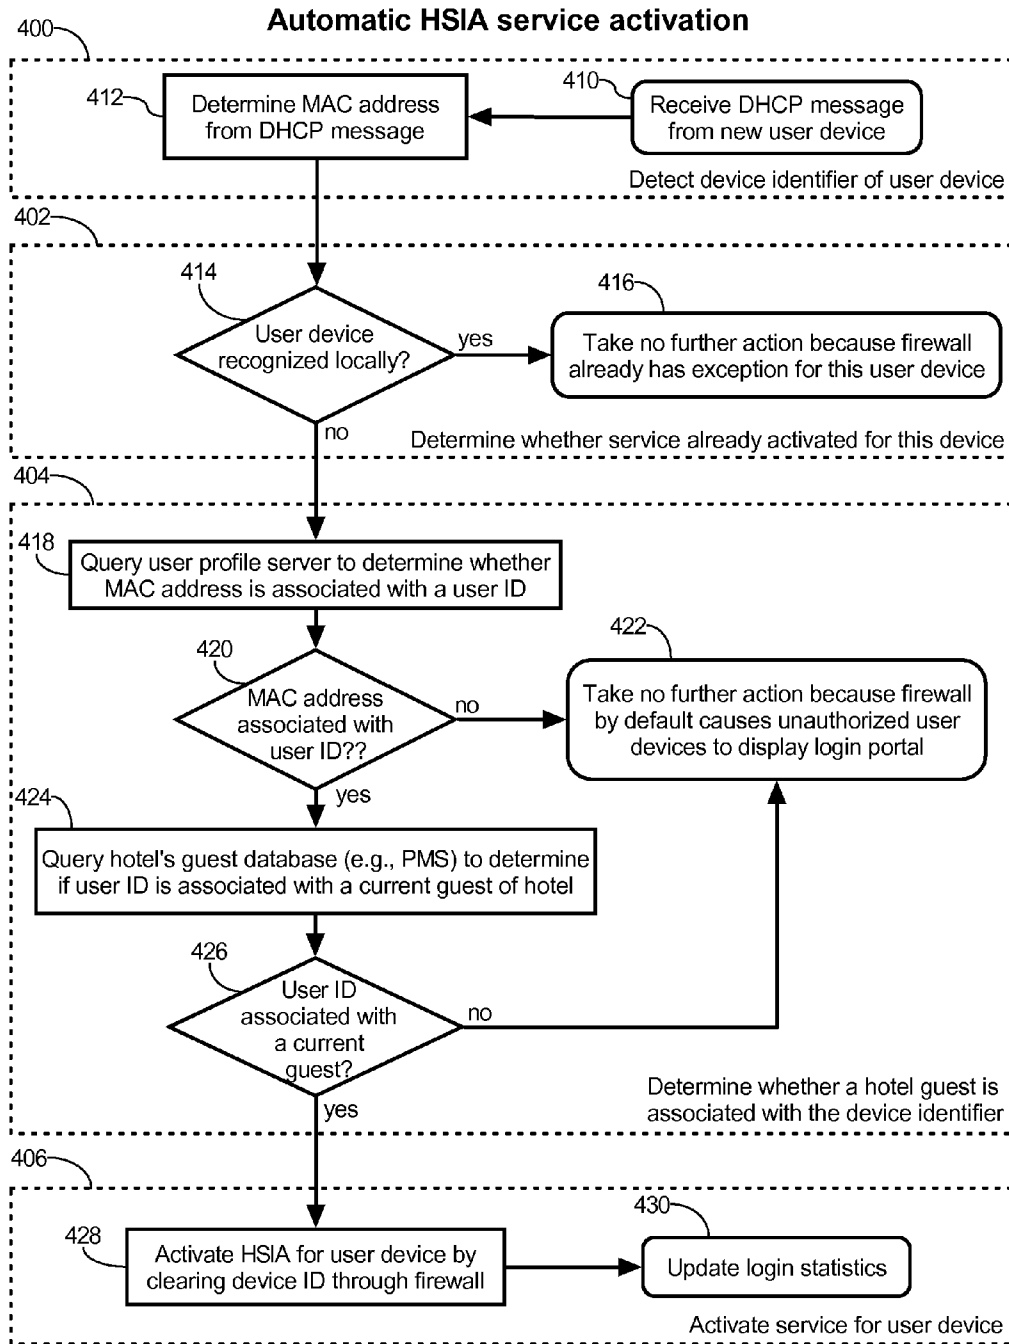 Automatic HSIA service activation
400
412
Determine MAC address
from DHCP message
410
Receive DHCP message
from new user device
Detect device identifier of user device
402
414
User device
recognized locally?
yes
416
Take no further action because firewall
already has exception for this user device
no
Determine whether service already activated for this device
404
418
Query user profile server to determine whether
MAC address is associated with a user ID
420
MAC address
associated with
user ID??
no
422
Take no further action because firewall
by default causes unauthorized user
devices to display login portal
yes
424
Query hotel's guest database (e.g., PMS) to determine
if user ID is associated with a current guest of hotel
426
User ID
associated with
a current
guest?
no
yes
Determine whether a hotel guest is
associated with the device identifier
406
428
Activate HSIA for user device by
clearing device ID through firewall
430
Update login statistics
Activate service for user device